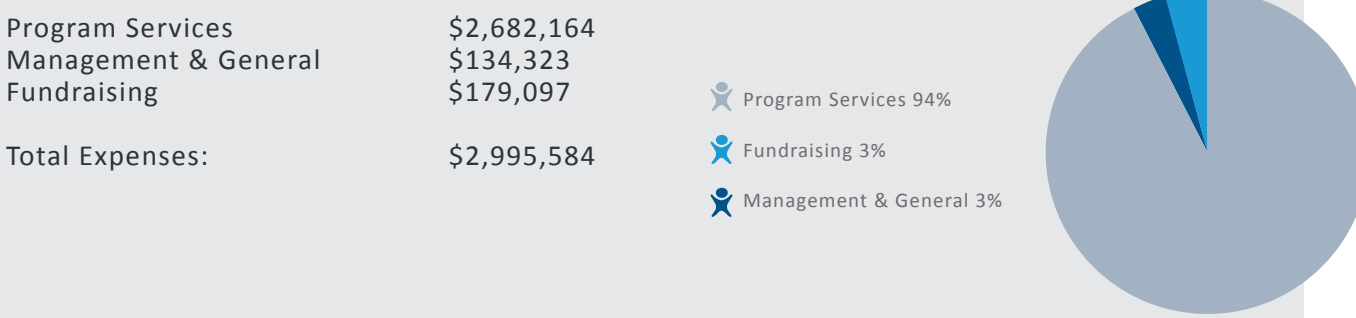 Program Services $2,682,164
Management & General $134,323
Fundraising $179,097
Total Expenses: $2,995,584
Program Services 94%
Fundraising 3%
Management & General 3%